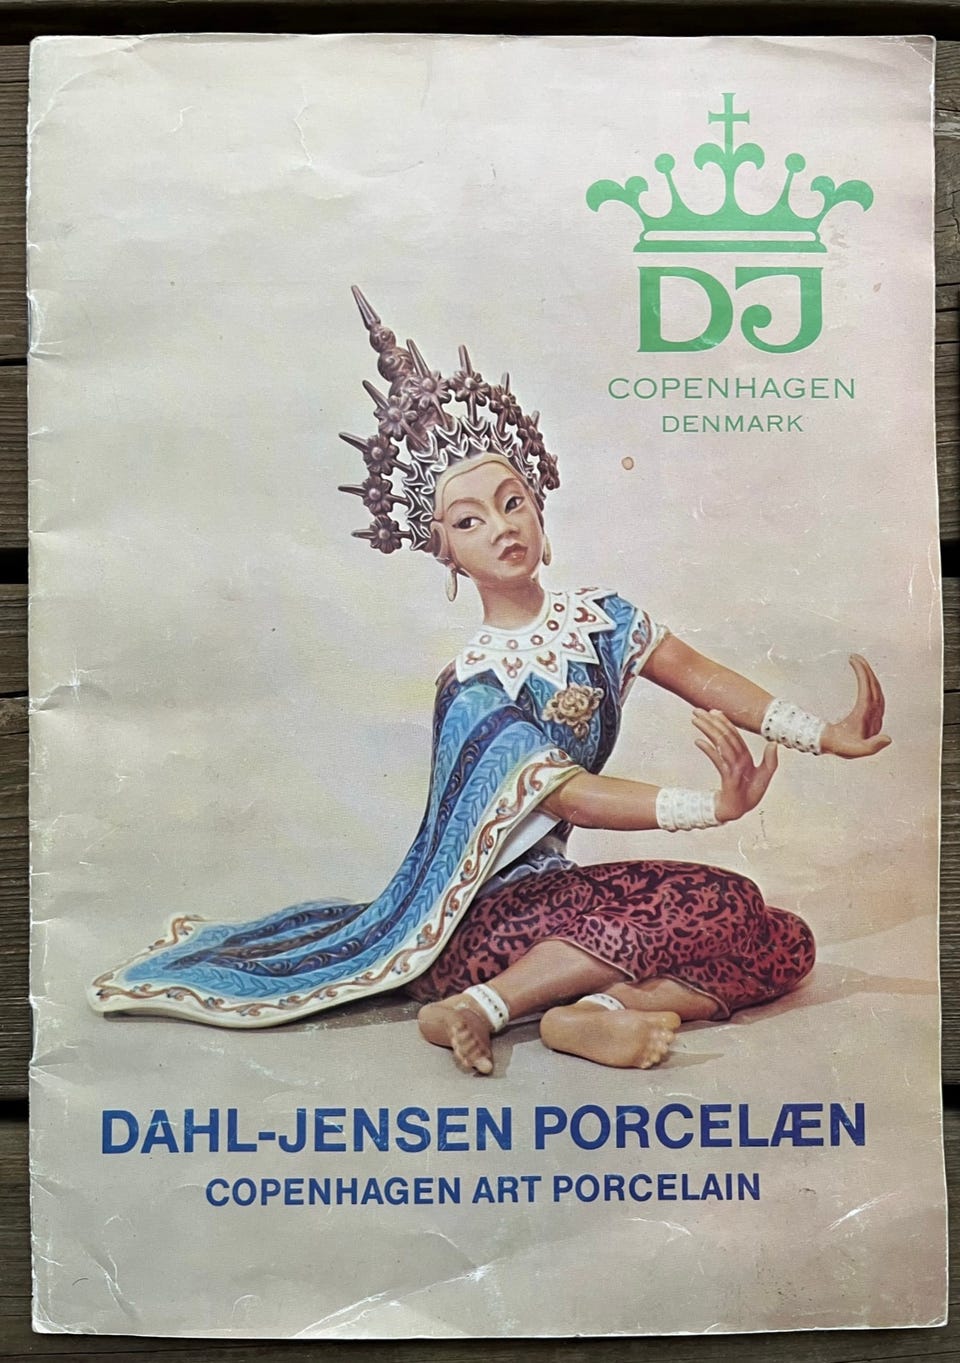 DJ
COPENHAGEN
DENMARK
DAHL-JENSEN PORCELÆN
COPENHAGEN ART PORCELAIN